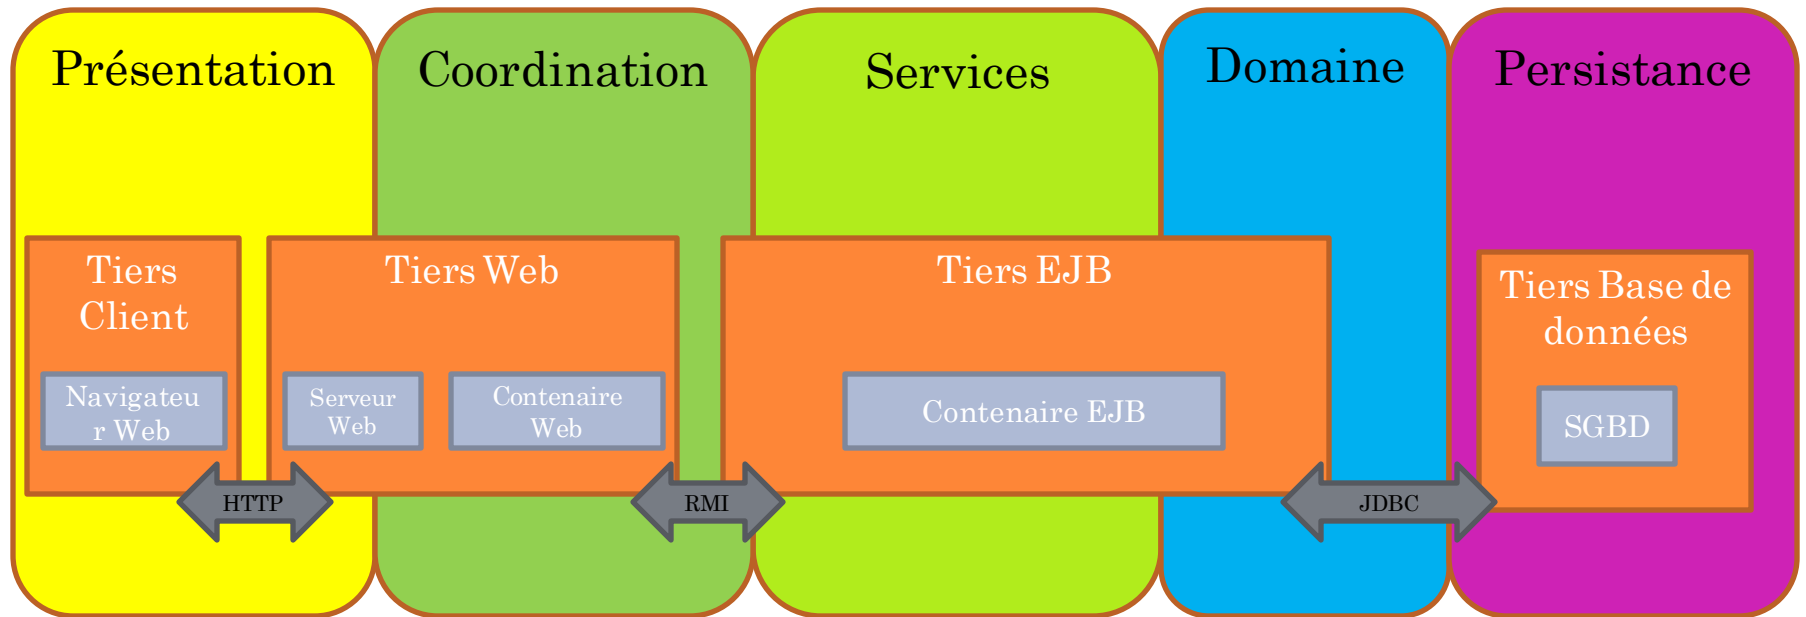 Présentation
Coordination
Services
Domaine
Persistance
Tiers
Client
Tiers Web
Tiers EJB
Tiers Base de
données
Navigateu
r Web
Serveur
Web
Contenaire
Web
Contenaire EJB
SGBD
HTTP
RMI
JDBC